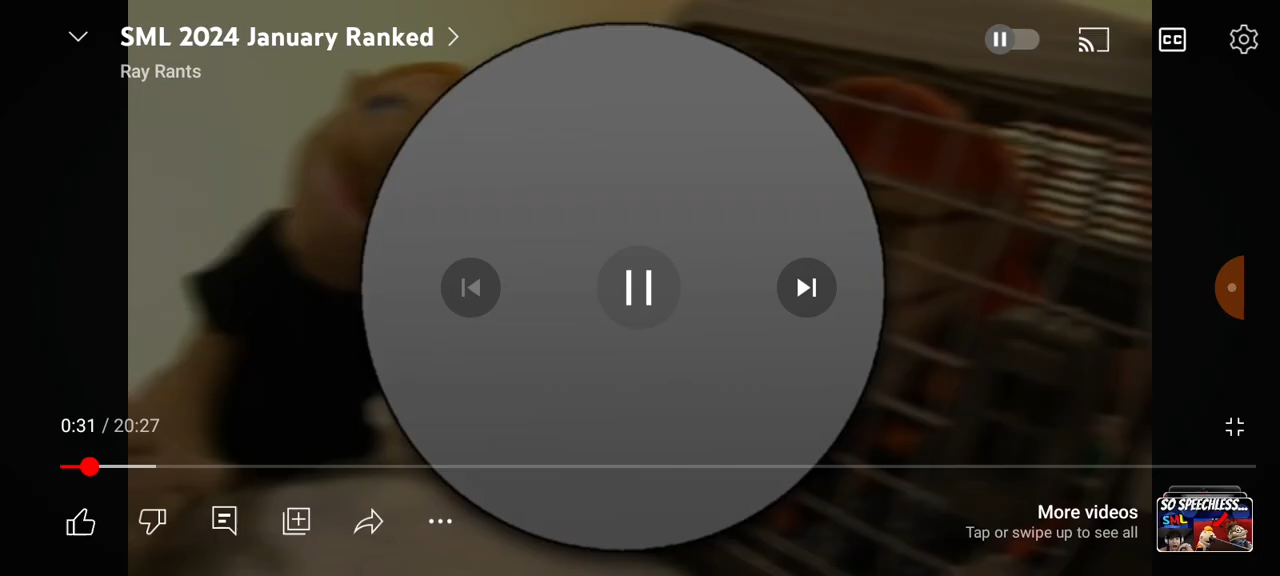 SML 2024 January Ranked
Ray Rants
CC
0:31 / 20:27
More videos
Tap or swipe up to see all
SO SPEECHLESS...
SML